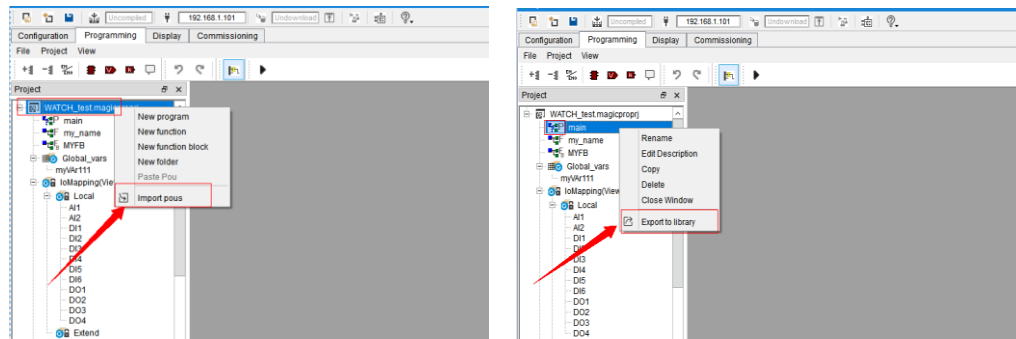 Uncompiled 192.168.1.101 Undownload
Configuration Programming Display Commissioning
File Project View
Project
WATCH_test.magic
main
my_name
MYFB
Global_vars
myVAr111
IoMapping(Vie
Local
AI1
AI2
DI1
DI2
DI3
DI4
DI5
DI6
DO1
DO2
DO3
DO4
Extend
New program
New function
New function block
New folder
Paste Pou
Import pous
Uncompiled 192.168.1.101 Undownload
Configuration Programming Display Commissioning
File Project View
Project
WATCH_test.magicproprj
main
my_name
MYFB
Global_vars
myVAr111
IoMapping(View
Local
AI1
AI2
DI1
DI3
DI4
DI5
DI6
DO1
DO2
DO3
DO4
Rename
Edit Description
Copy
Delete
Close Window
Export to library